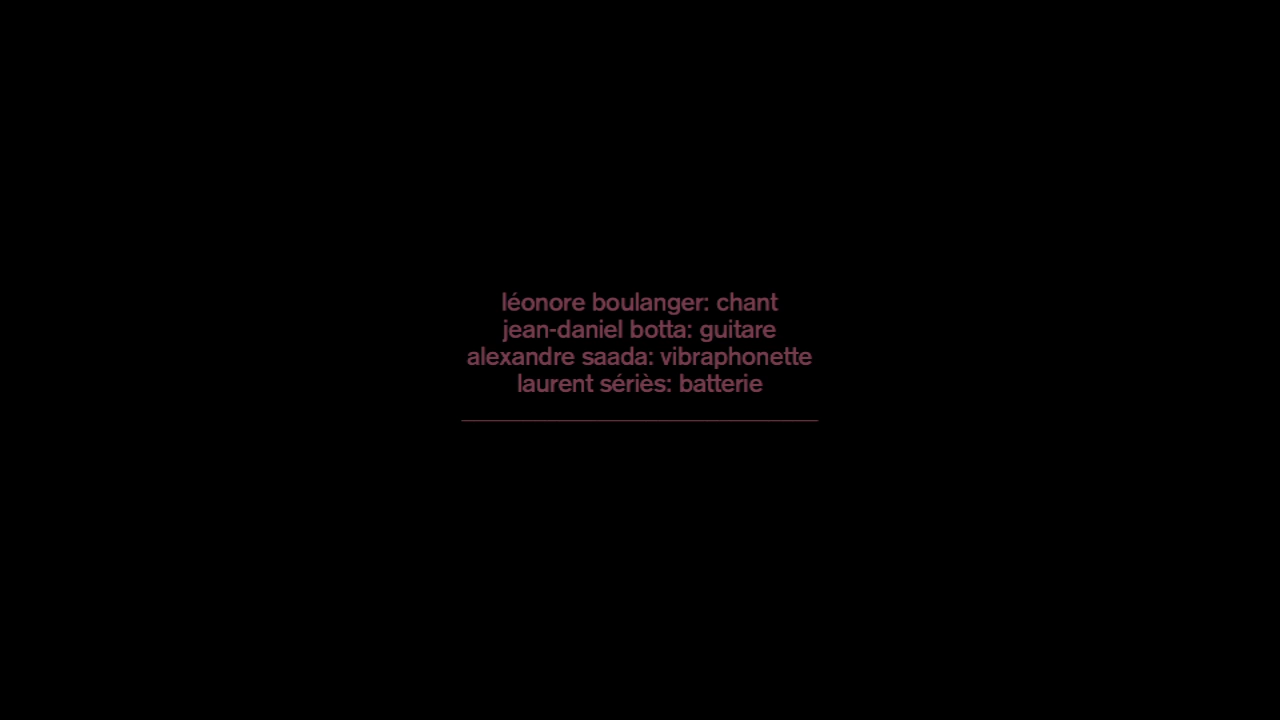 léonore boulanger: chant
jean-daniel botta: guitare
alexandre saada: vibraphonette
laurent sériès: batterie